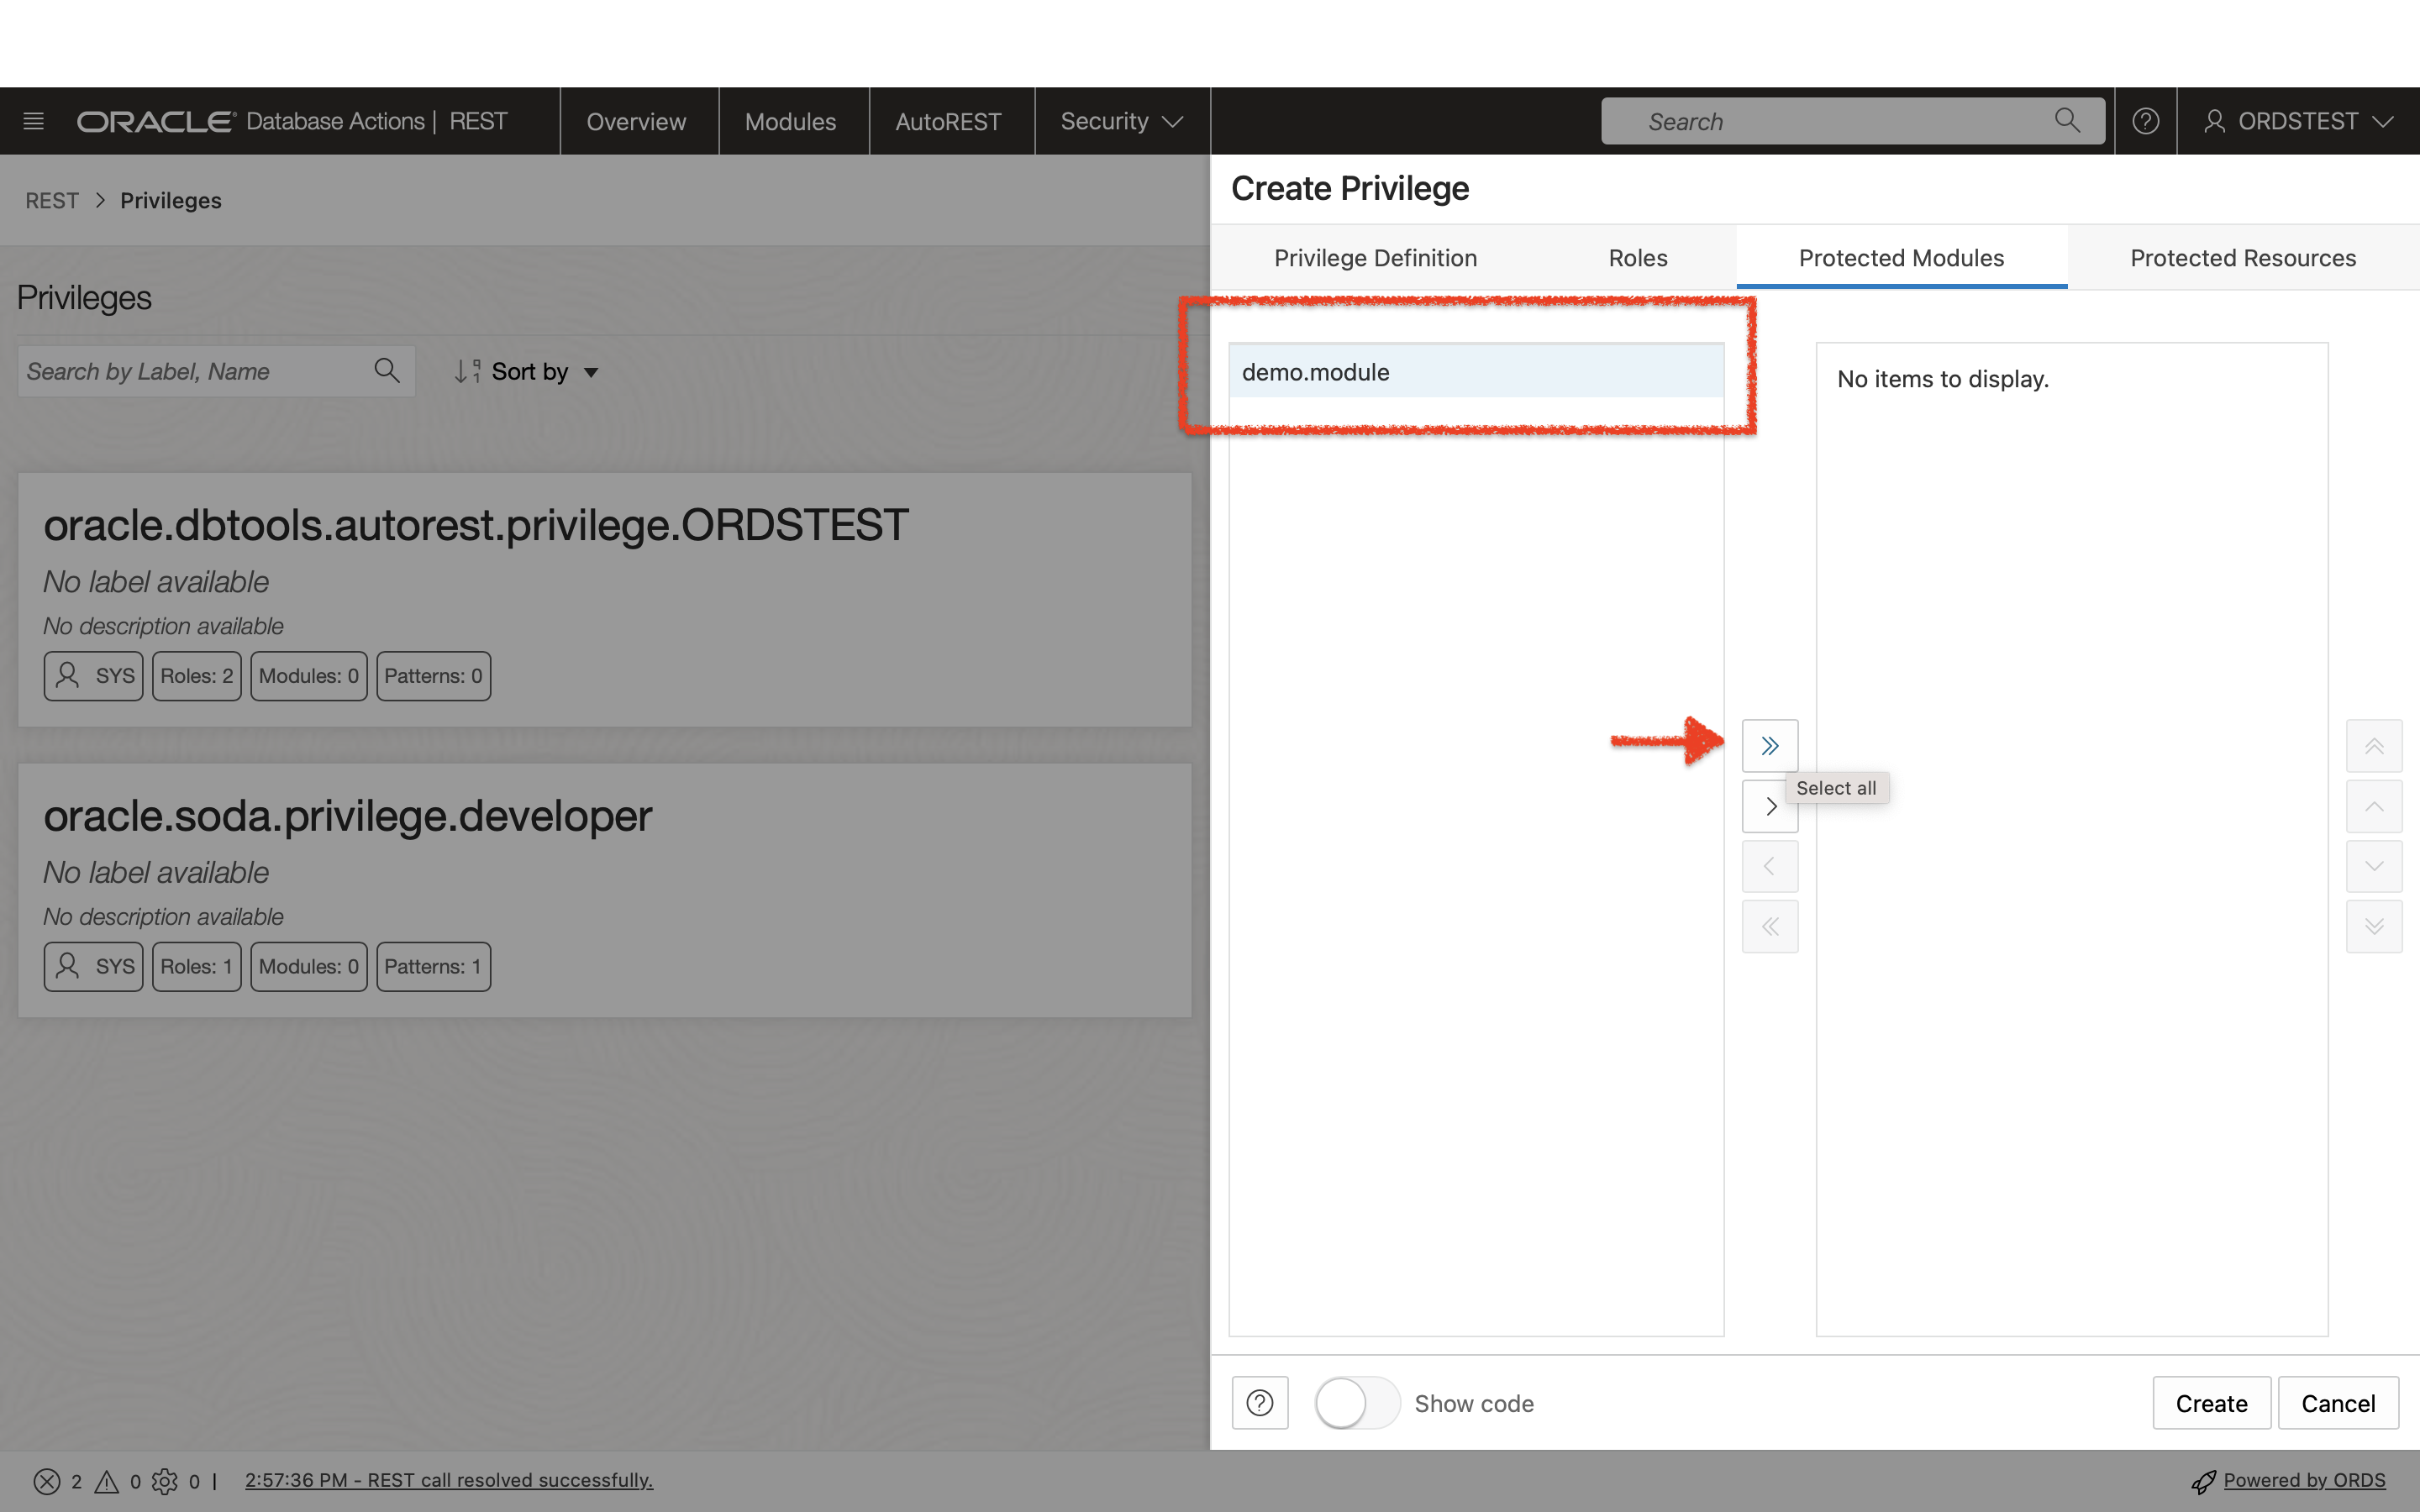 ORACLE Database Actions | REST
Overview
Modules
AutoREST
Security
Search
ORDSTEST
REST > Privileges
Privileges
Search by Label, Name
Sort by
oracle.dbtools.autorest.privilege.ORDSTEST
No label available
No description available
SYS
Roles: 2
Modules: 0
Patterns: 0
oracle.soda.privilege.developer
No label available
No description available
SYS
Roles: 1
Modules: 0
Patterns: 1
Create Privilege
Privilege Definition
Roles
Protected Modules
Protected Resources
demo.module
No items to display.
Select all
Show code
Create
Cancel
2 0 0 | 2:57:36 PM - REST call resolved successfully.
Powered by ORDS